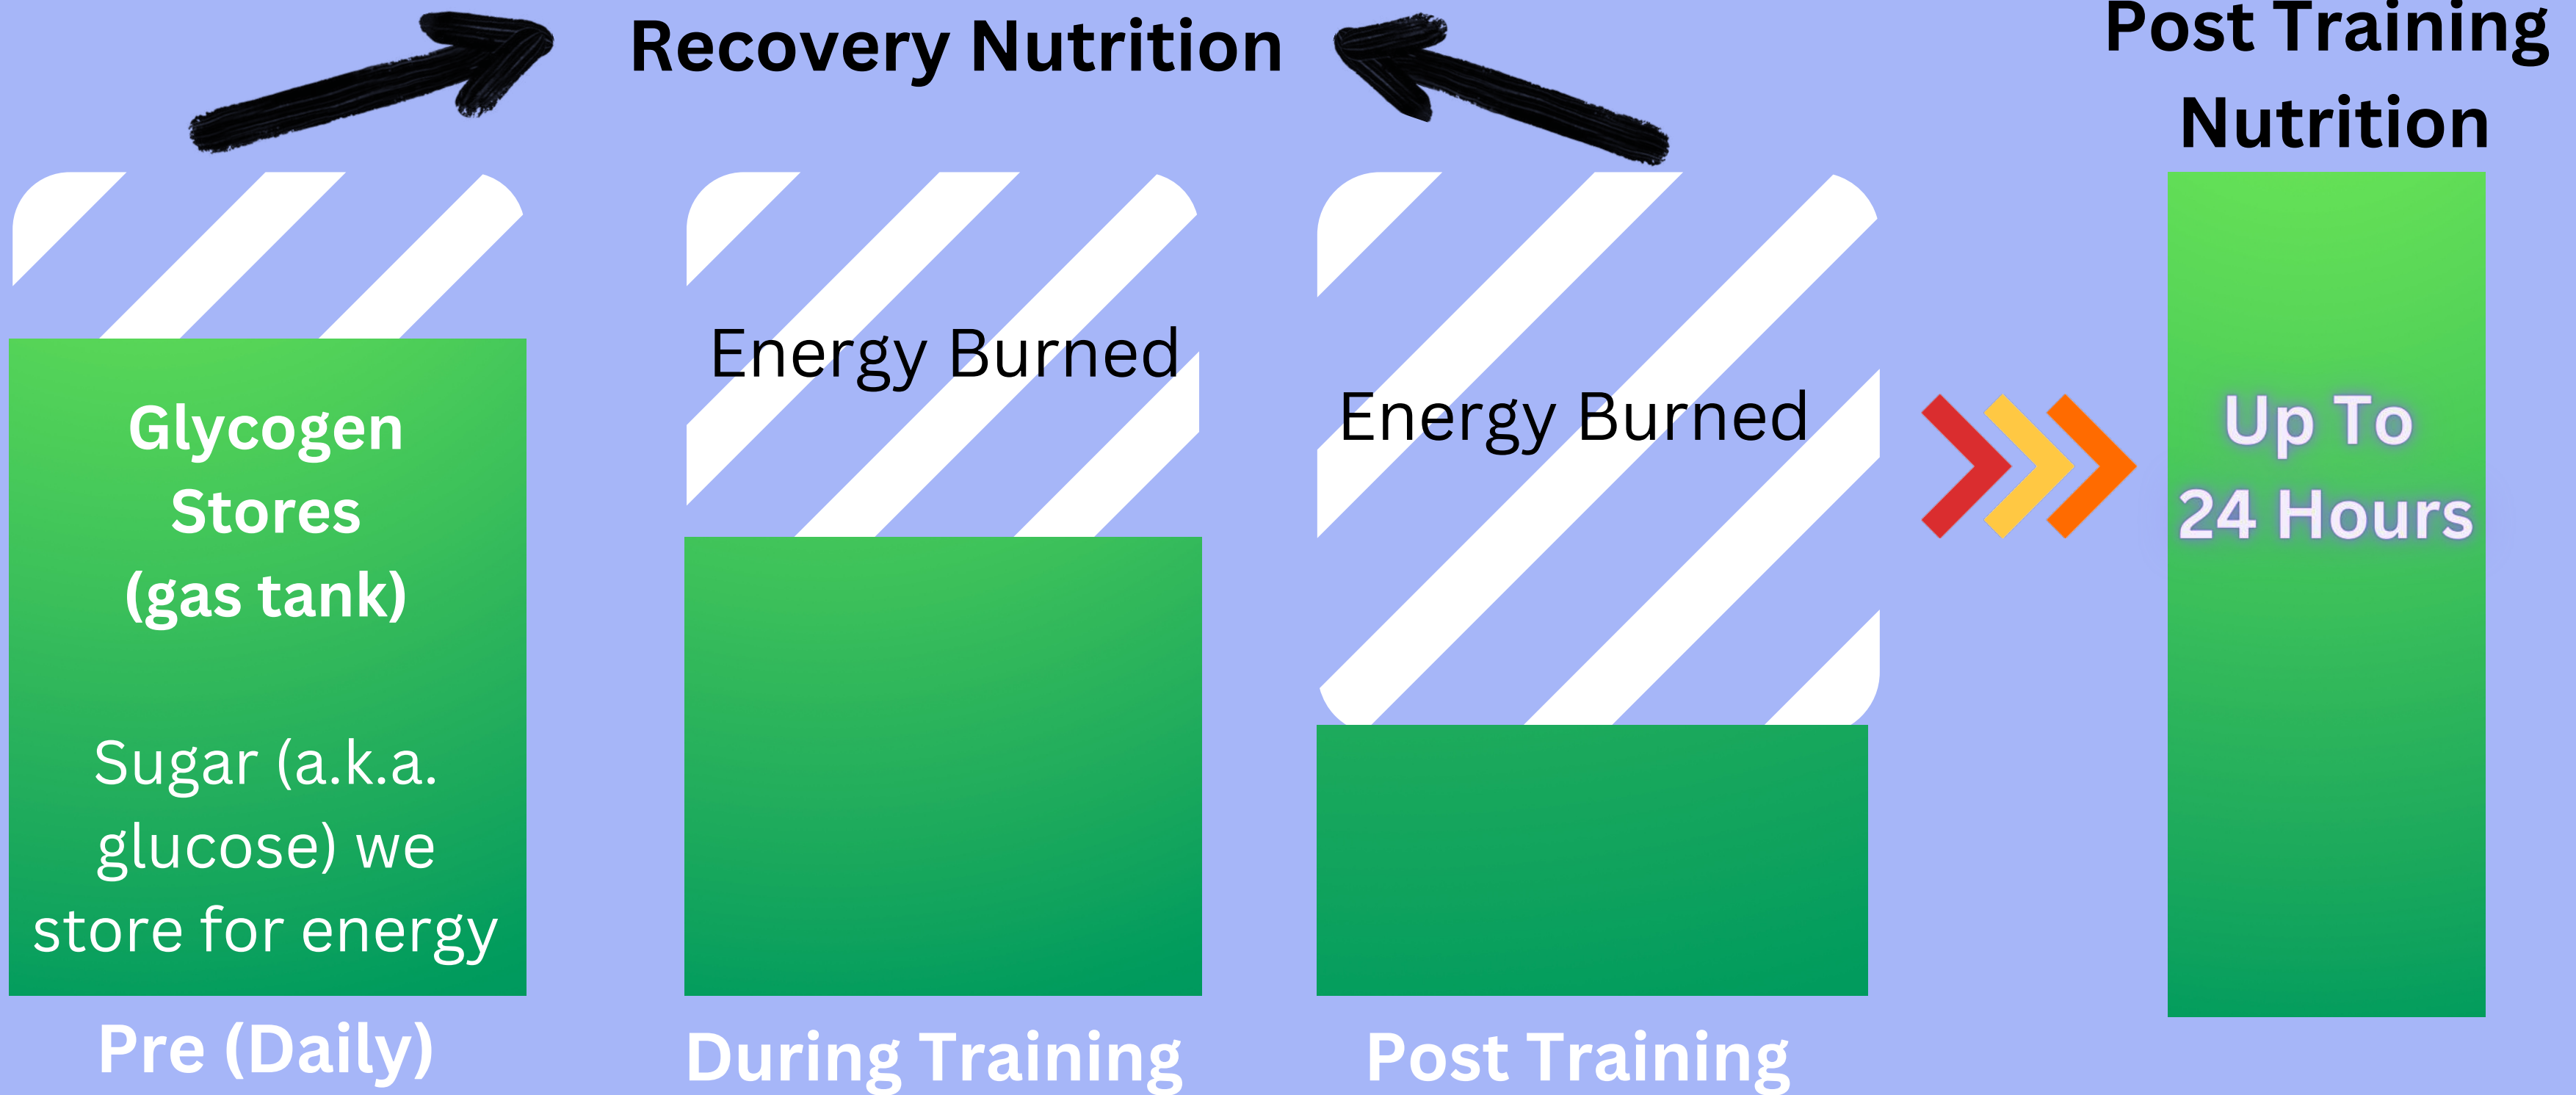 Recovery Nutrition
Post Training
Nutrition
Glycogen
Stores
(gas tank)
Sugar (a.k.a.
glucose) we
store for energy
Pre (Daily)
Energy Burned
During Training
Energy Burned
Post Training
Up To
24 Hours